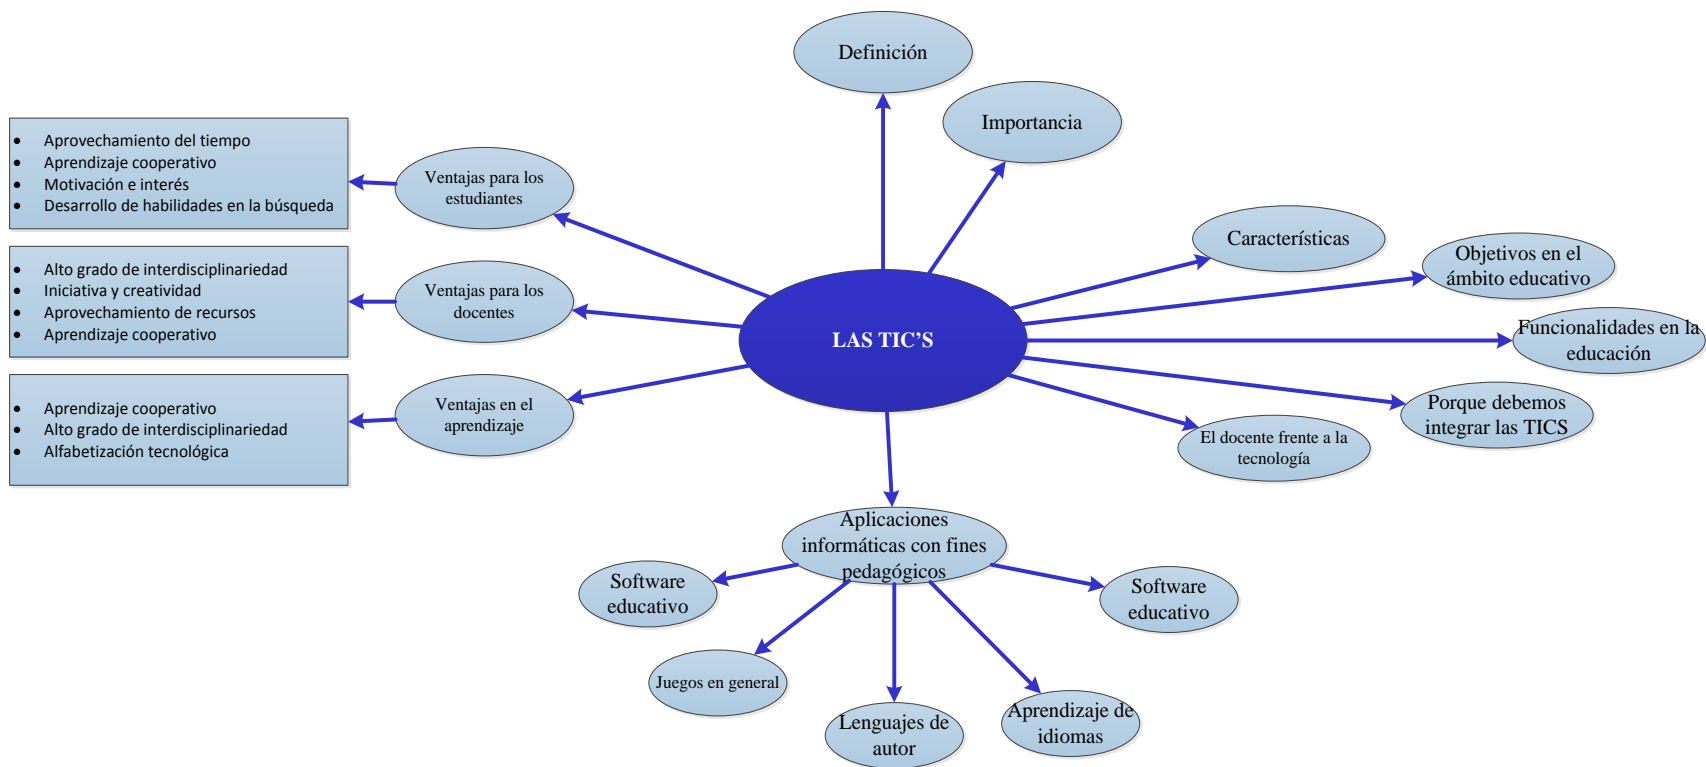 Definición
Importancia
Características
Objetivos en el
ámbito educativo
Funcionalidades en la
educación
Porque debemos
integrar las TICS
El docente frente a la
tecnología
LAS TIC'S
Ventajas para los
estudiantes
• Aprovechamiento del tiempo
• Aprendizaje cooperativo
• Motivación e interés
• Desarrollo de habilidades en la búsqueda
Ventajas para los
docentes
• Alto grado de interdisciplinariedad
• Iniciativa y creatividad
• Aprovechamiento de recursos
• Aprendizaje cooperativo
Ventajas en el
aprendizaje
• Aprendizaje cooperativo
• Alto grado de interdisciplinariedad
• Alfabetización tecnológica
Aplicaciones
informáticas con fines
pedagógicos
Software
educativo
Juegos en general
Lenguajes de
autor
Aprendizaje de
idiomas
Software
educativo